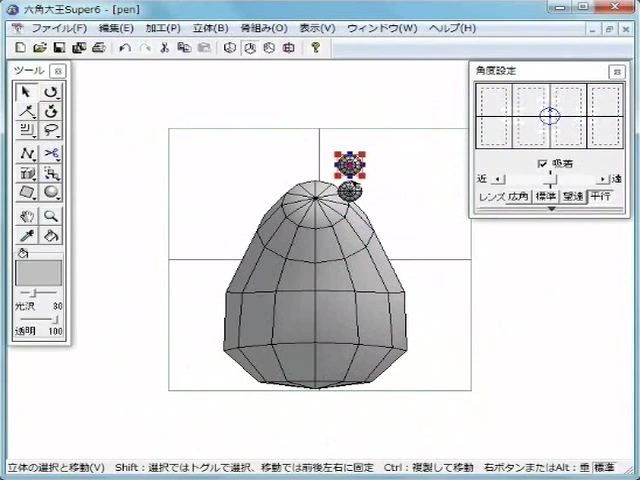 六角大王Super6 - [pen]
ファイル(F) 編集(E) 加工(P) 立体(B) 骨組み(O) 表示(V) ウィンドウ(W) ヘルプ(H)
ツール
光沢 80
透明 100
角度設定
吸着
近 遠
レンズ 広角 標準 望遠 平行
立体の選択と移動(V) Shift：選択ではトグルで選択、移動では前後左右に固定 Ctrl：複製して移動 右ボタンまたはAlt：垂 標準